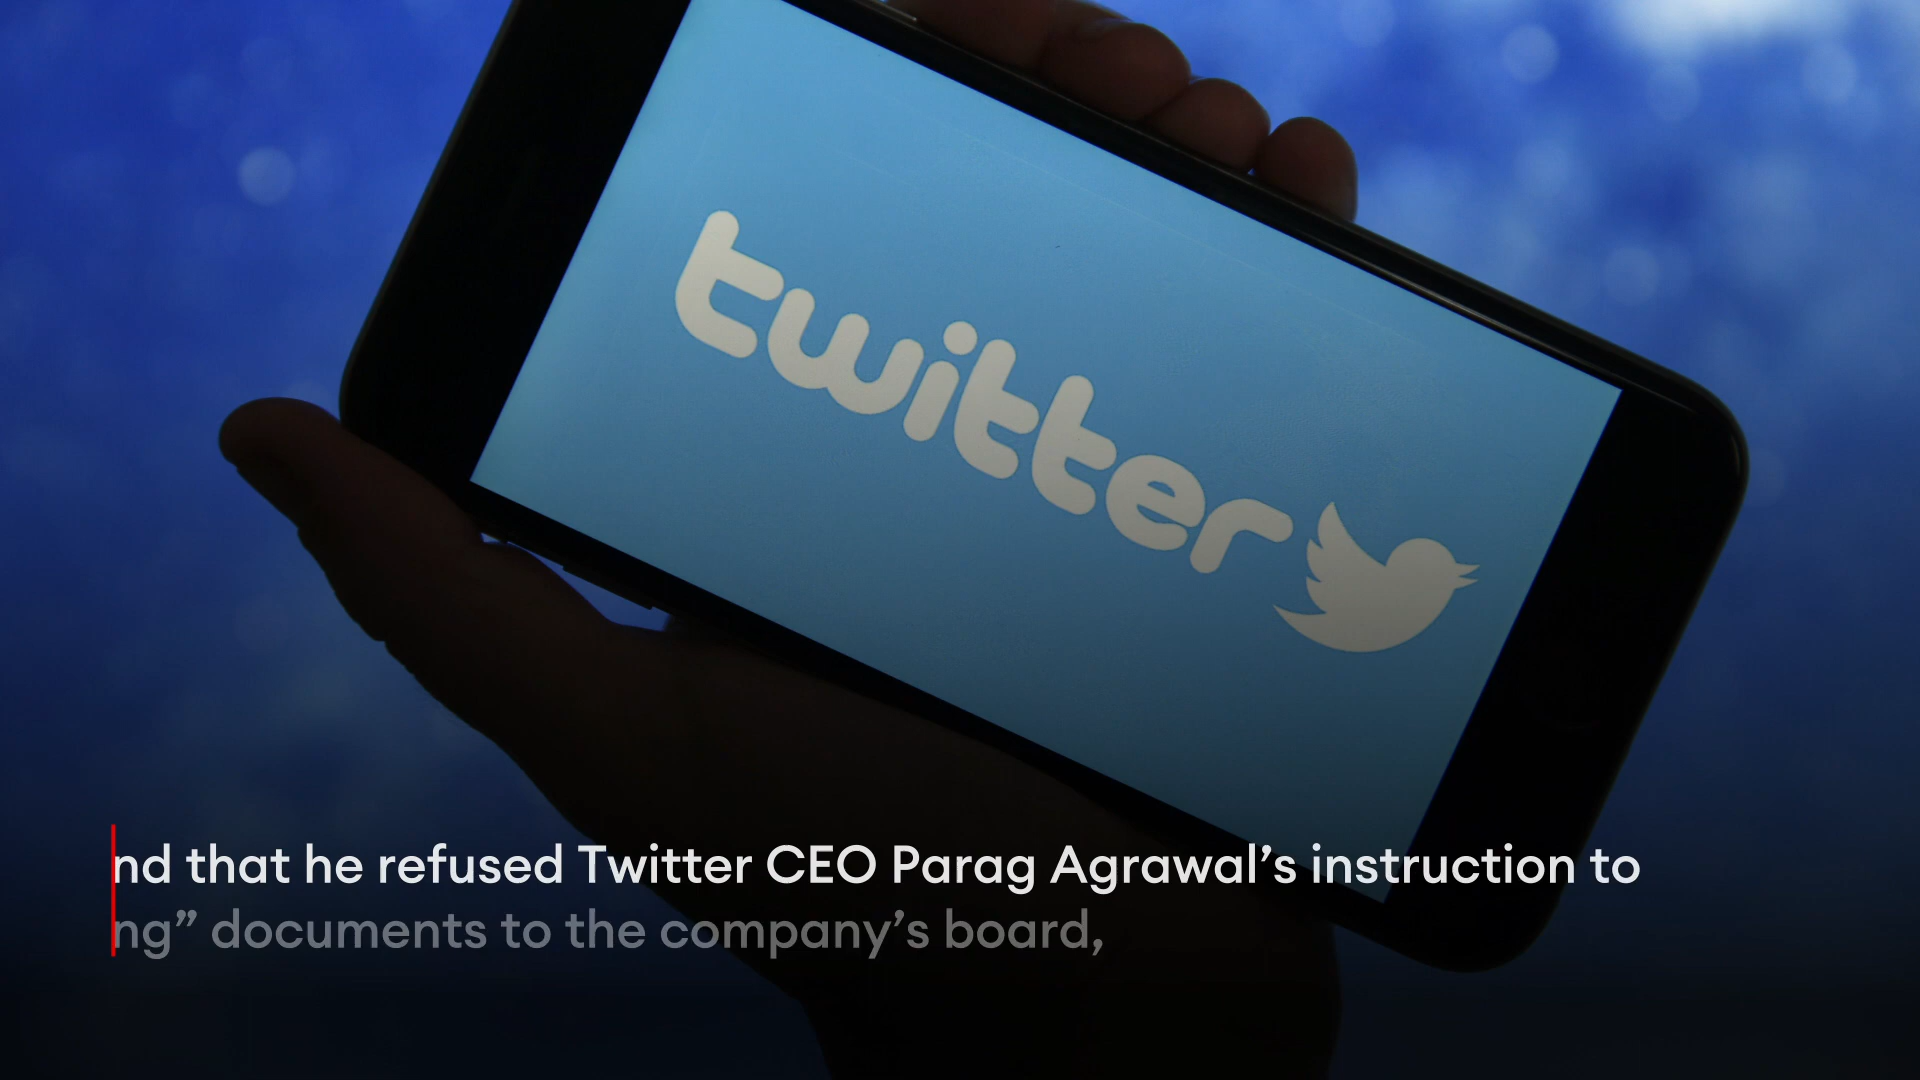 twitter
nd that he refused Twitter CEO Parag Agrawal’s instruction to
ng” documents to the company’s board,